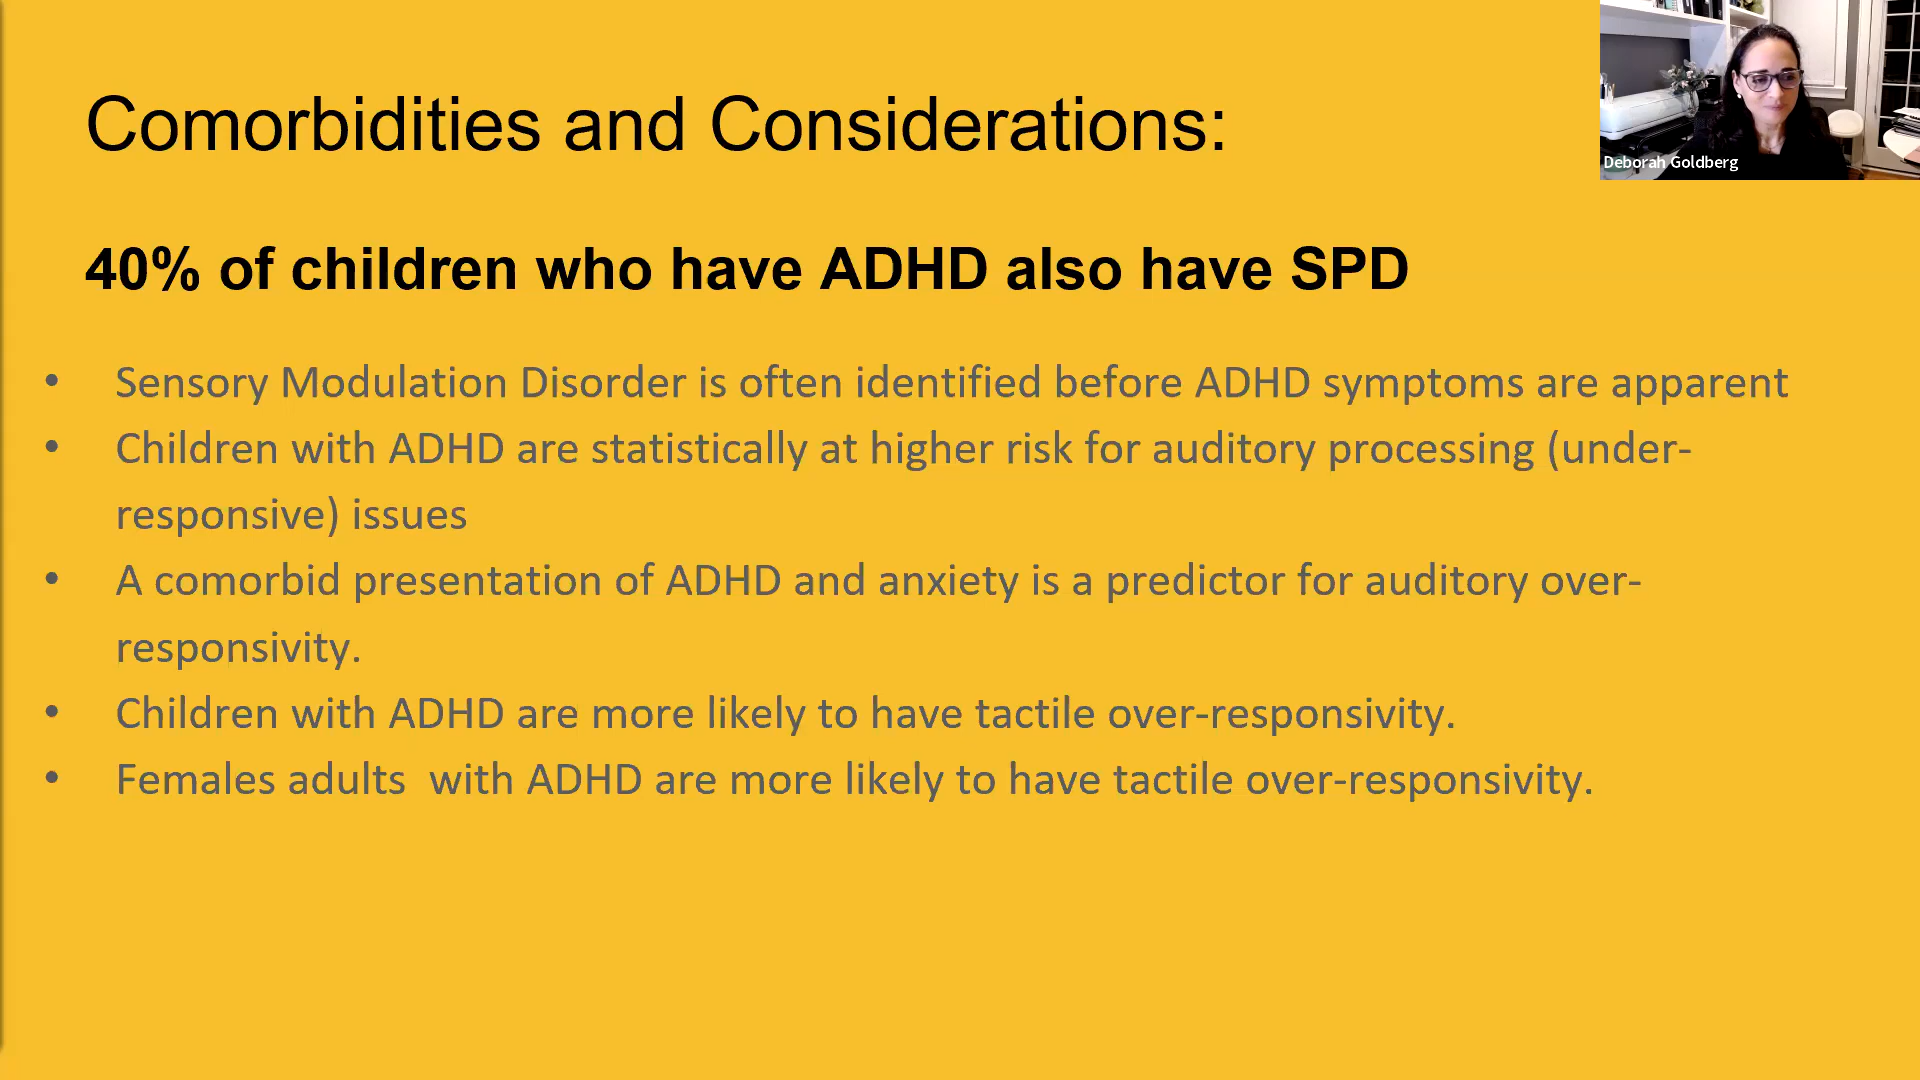 Comorbidities and Considerations:
Deborah Goldberg
40% of children who have ADHD also have SPD
• Sensory Modulation Disorder is often identified before ADHD symptoms are apparent
• Children with ADHD are statistically at higher risk for auditory processing (under-
responsive) issues
• A comorbid presentation of ADHD and anxiety is a predictor for auditory over-
responsivity.
• Children with ADHD are more likely to have tactile over-responsivity.
• Females adults  with ADHD are more likely to have tactile over-responsivity.